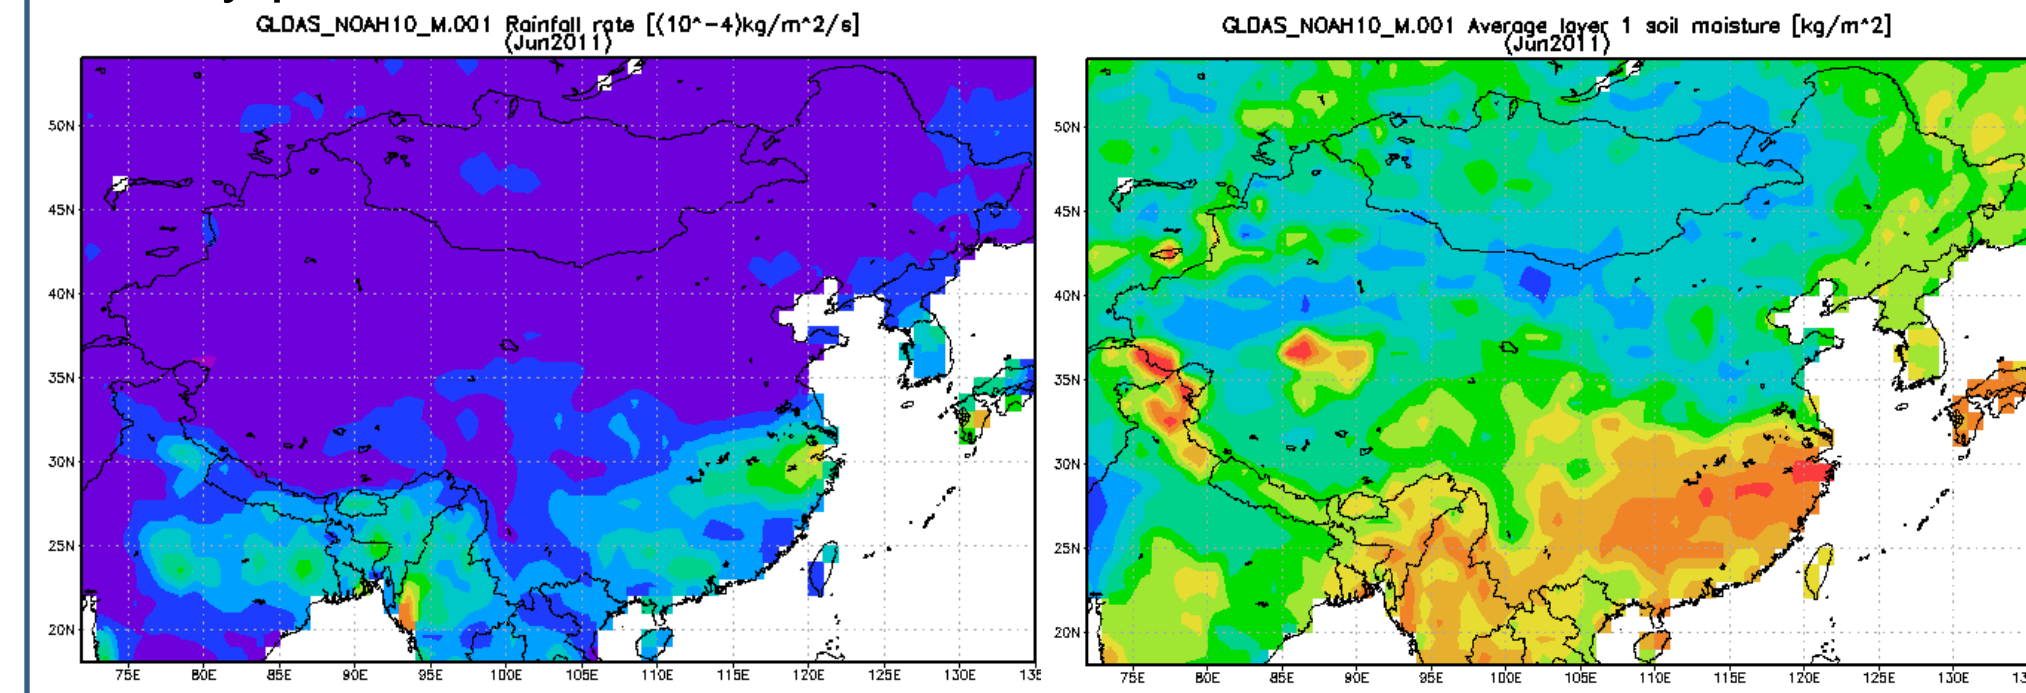 GLDAS_NOAH10_M.001 Rainfall rate [(10^-4)kg/m^2/s]
(Jun2011)
50N
45N
40N
35N
30N
25N
20N
75E 80E 85E 90E 95E 100E 105E 110E 115E 120E 125E 130E 135
GLDAS_NOAH10_M.001 Average layer 1 soil moisture [kg/m^2]
(Jun2011)
50N
45N
40N
35N
30N
25N
20N
75E 80E 85E 90E 95E 100E 105E 110E 115E 120E 125E 130E 13